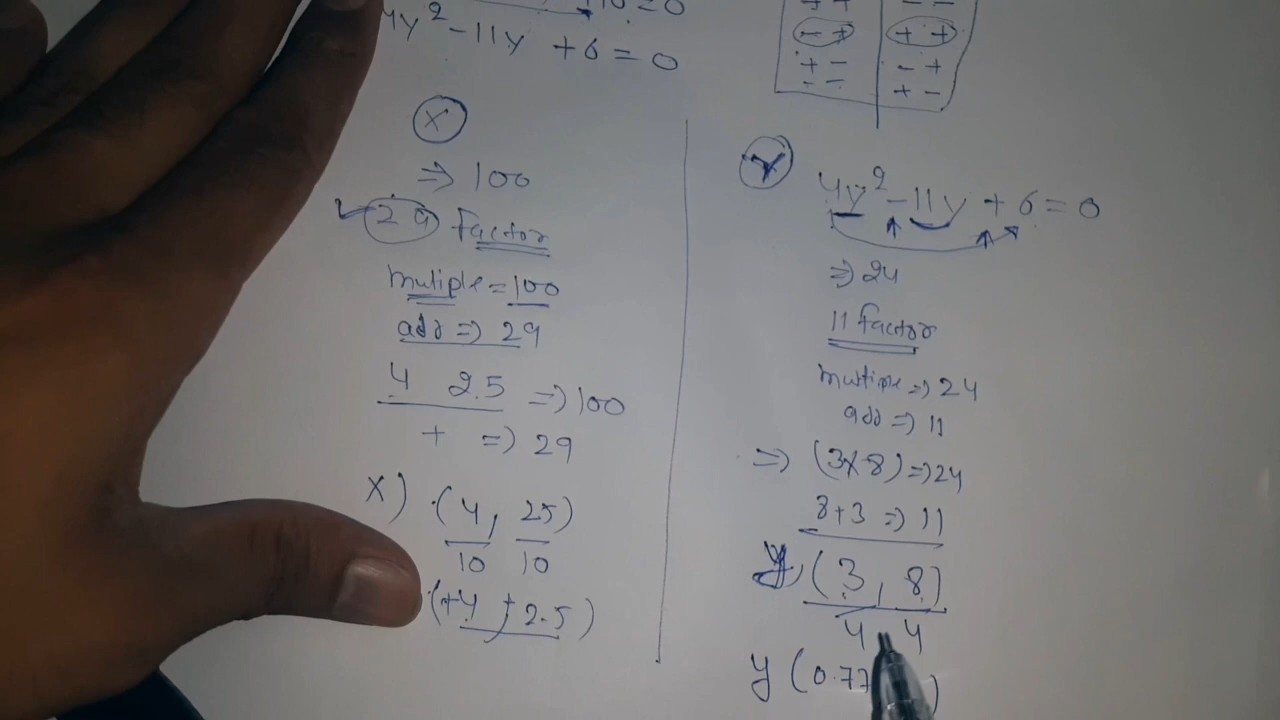 +10 = 0
4y² - 11y + 6 = 0
x
⇒ 100
29 factor
multiple = 100
add ⇒ 29
4 2.5 ⇒ 100
+ ⇒ 29
x) (4, 25)
10 10
(+4, +2.5)
+ + - -
- + + +
+ - - +
- - + -
Y
4y² - 11y + 6 = 0
⇒ 24
11 factor
multiple ⇒ 24
add ⇒ 11
⇒ (3×8) ⇒ 24
8+3 ⇒ 11
y, (3, 8)
4 4
y (0.77 )